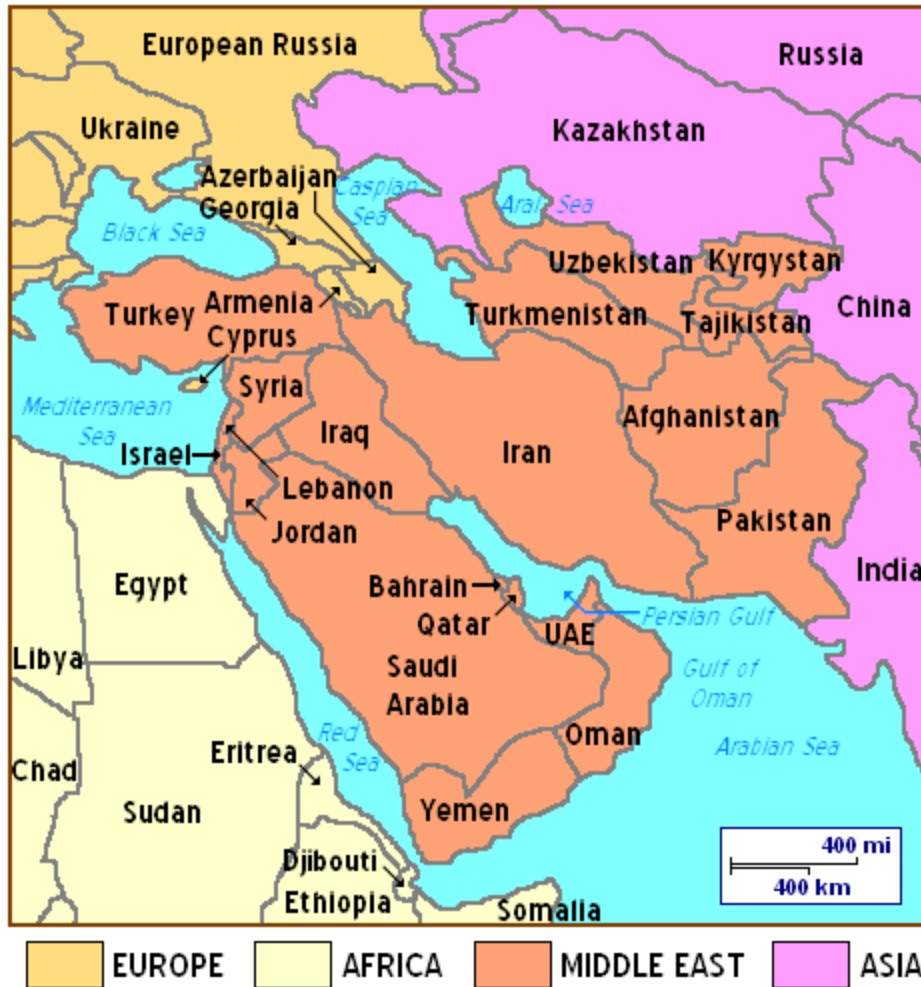 European Russia
Russia
Ukraine
Kazakhstan
Azerbaijan
Georgia
Caspian
Sea
Aral Sea
Black Sea
Uzbekistan
Kyrgystan
Turkey
Armenia
Turkmenistan
Tajikistan
China
Cyprus
Syria
Mediterranean
Sea
Iraq
Iran
Afghanistan
Israel
Lebanon
Jordan
Pakistan
Egypt
Bahrain
Qatar
UAE
Persian Gulf
India
Libya
Saudi
Arabia
Gulf of
Oman
Red
Sea
Oman
Arabian Sea
Eritrea
Chad
Sudan
Yemen
Djibouti
Ethiopia
Somalia
400 mi
400 km
EUROPE
AFRICA
MIDDLE EAST
ASIA